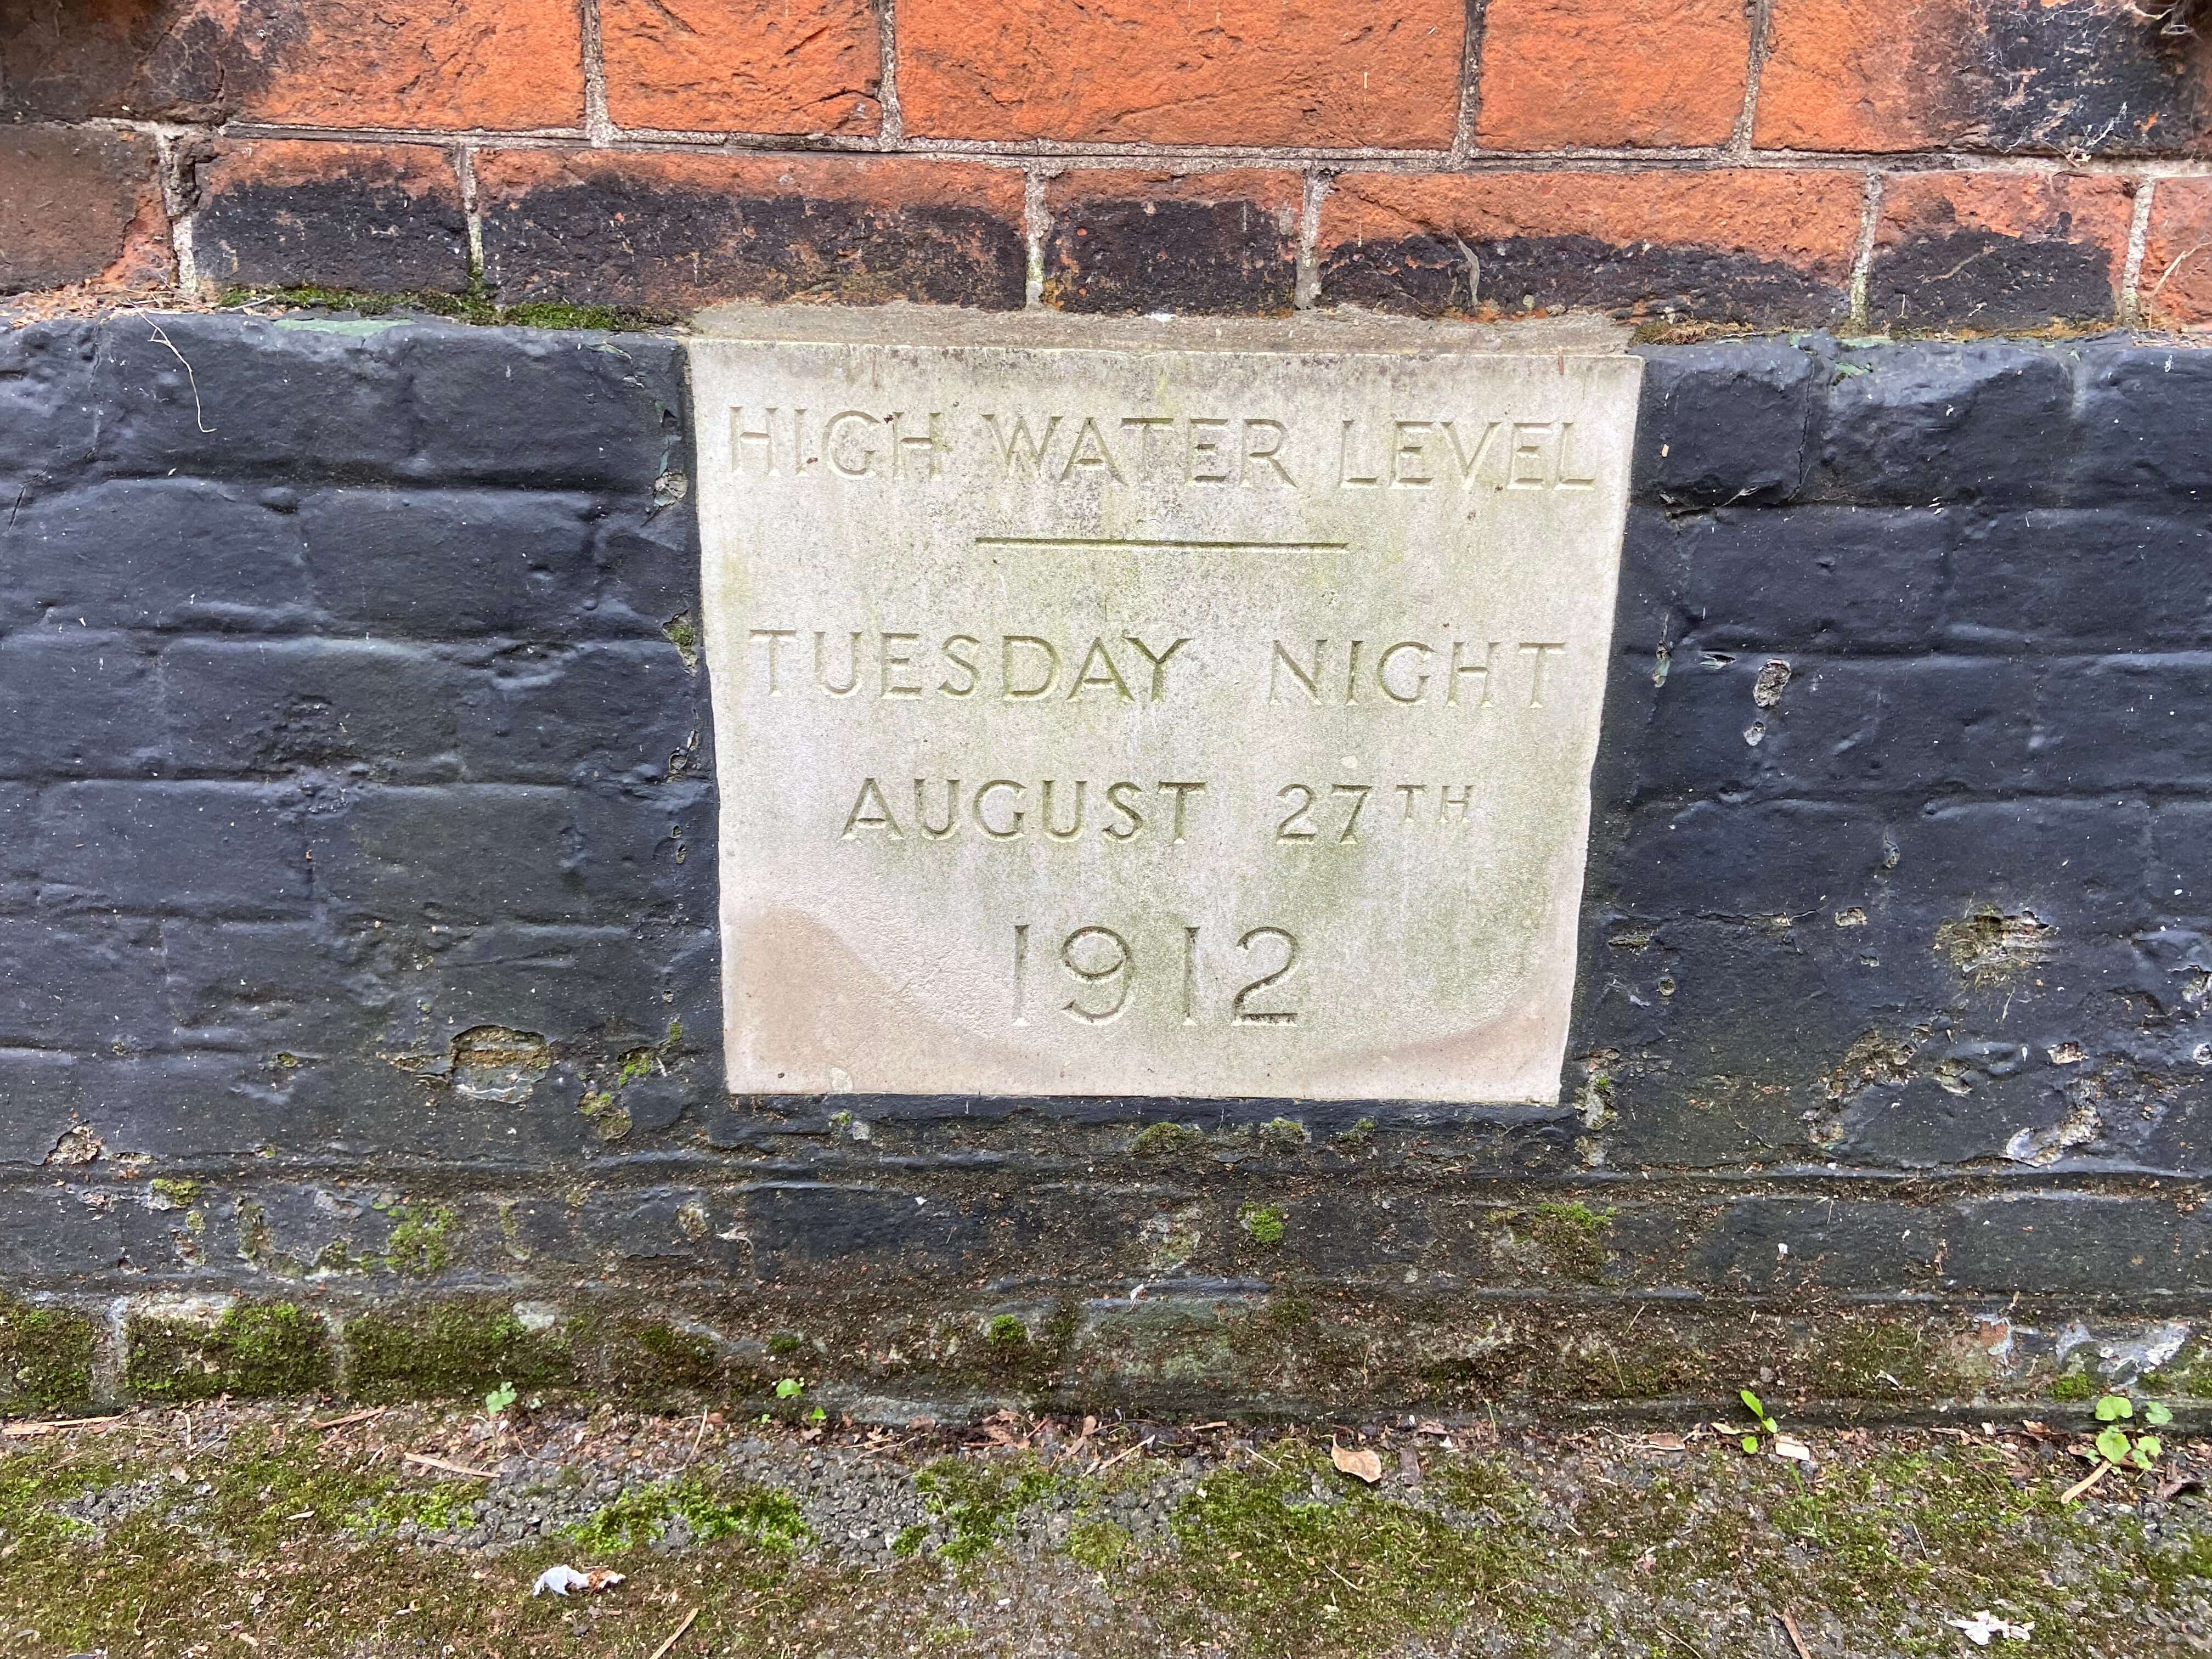 HIGH WATER LEVEL
TUESDAY NIGHT
AUGUST 27TH
1912